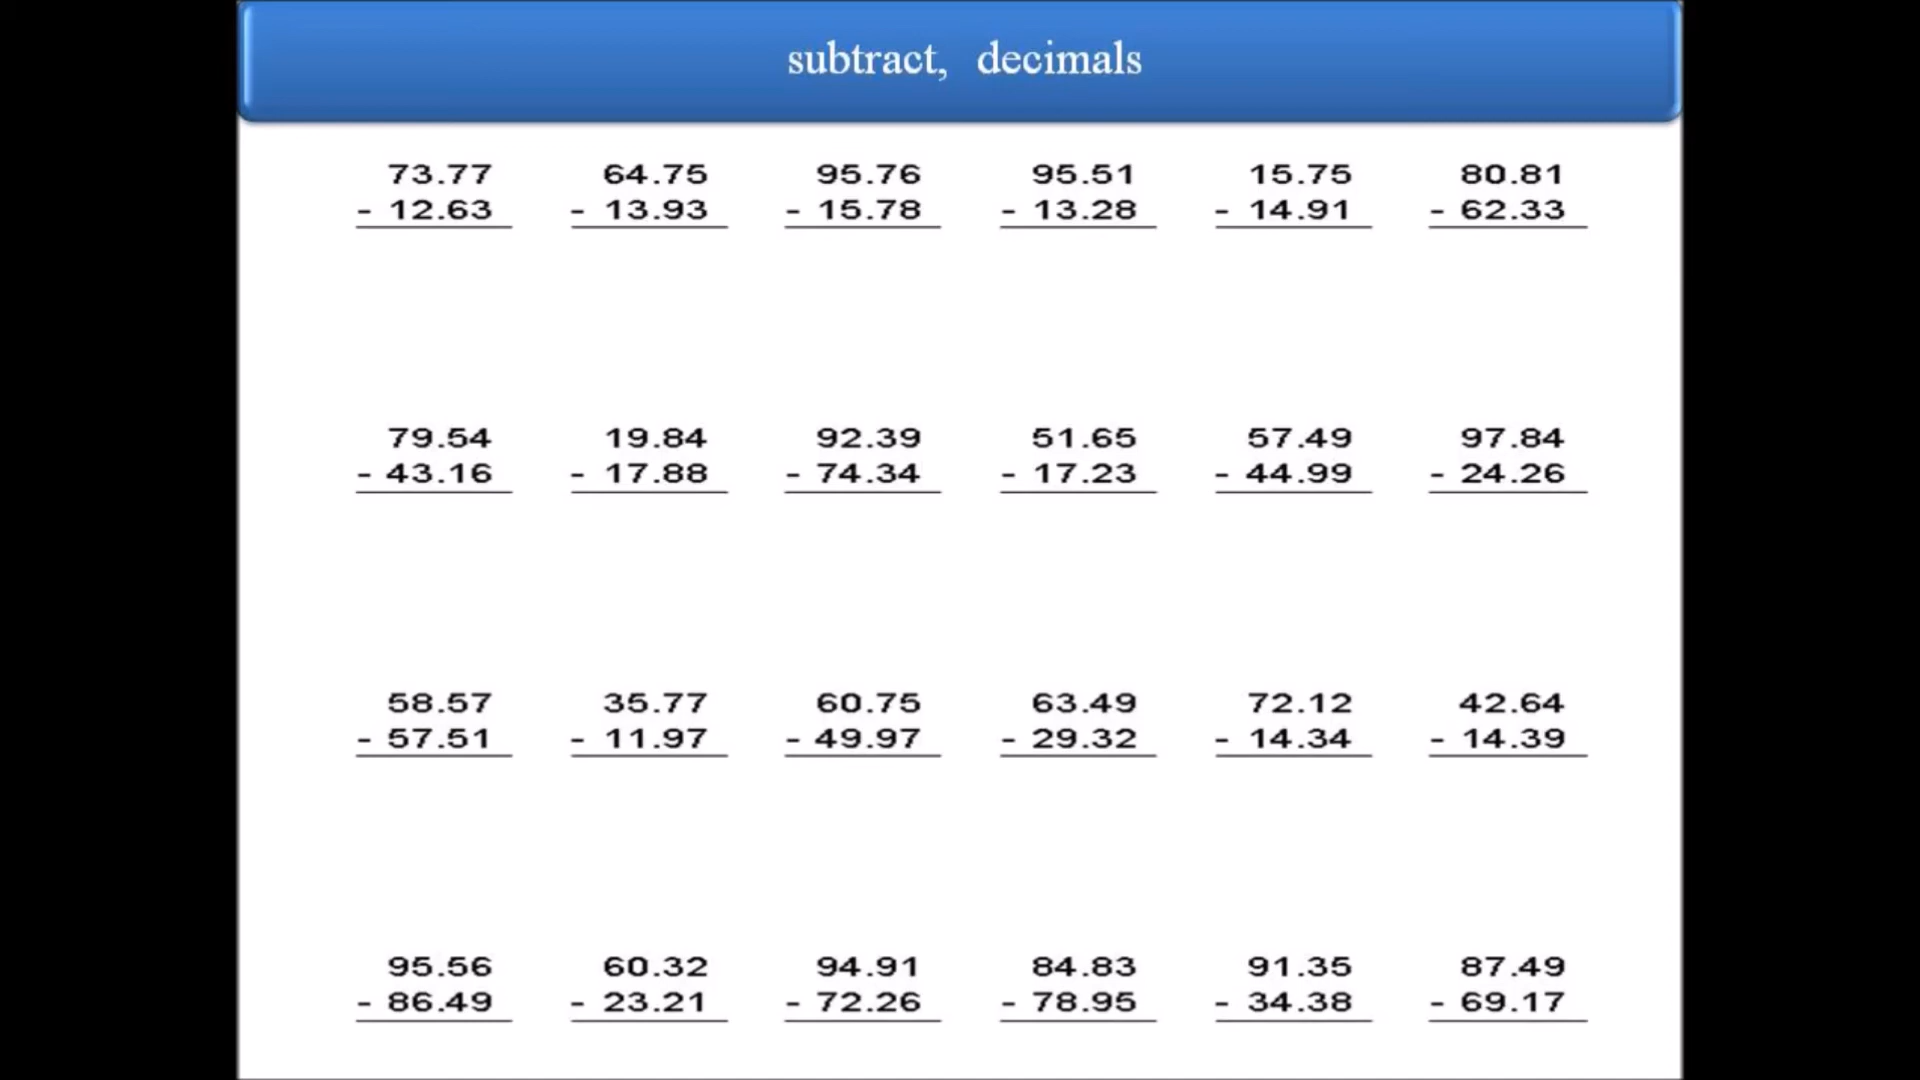 subtract, decimals
73.77 64.75 95.76 95.51 15.75 80.81
- 12.63 - 13.93 - 15.78 - 13.28 - 14.91 - 62.33
79.54 19.84 92.39 51.65 57.49 97.84
- 43.16 - 17.88 - 74.34 - 17.23 - 44.99 - 24.26
58.57 35.77 60.75 63.49 72.12 42.64
- 57.51 - 11.97 - 49.97 - 29.32 - 14.34 - 14.39
95.56 60.32 94.91 84.83 91.35 87.49
- 86.49 - 23.21 - 72.26 - 78.95 - 34.38 - 69.17